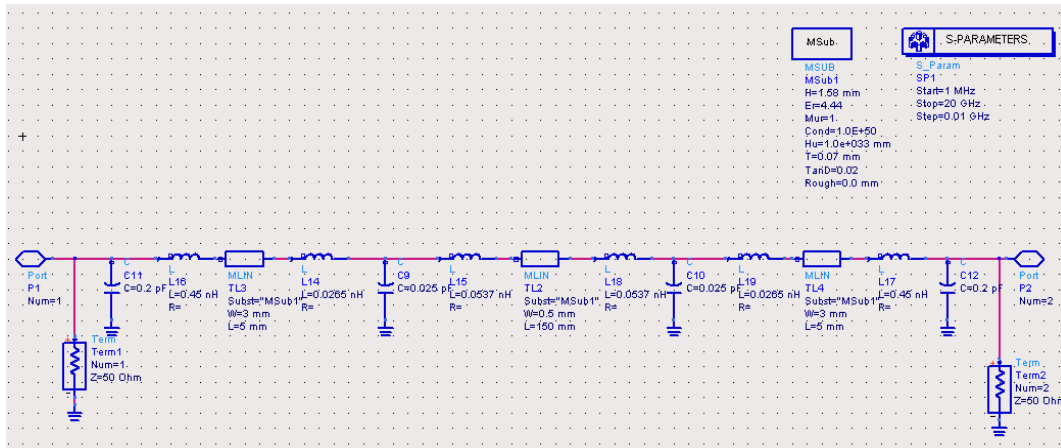 MSub
S-PARAMETERS
MSUB
MSub1
H=1.58 mm
Er=4.44
Mur=1
Cond=1.0E+50
Hu=1.0e+033 mm
T=0.07 mm
TanD=0.02
Rough=0.0 mm
S_Param
SP1
Start=1 MHz
Stop=20 GHz
Step=0.01 GHz
Port
P1
Num=1
Term
Term1
Num=1
Z=50 Ohm
C
C11
C=0.2 pF
L
L16
L=0.45 nH
R=
MLIN
TL3
Subst="MSub1"
W=3 mm
L=5 mm
L
L14
L=0.0265 nH
R=
C
C9
C=0.025 pF
L
L15
L=0.0537 nH
R=
MLIN
TL2
Subst="MSub1"
W=0.5 mm
L=150 mm
L
L18
L=0.0537 nH
R=
C
C10
C=0.025 pF
L
L19
L=0.0265 nH
R=
MLIN
TL4
Subst="MSub1"
W=3 mm
L=5 mm
L
L17
L=0.45 nH
R=
C
C12
C=0.2 pF
Port
P2
Num=2
Term
Term2
Num=2
Z=50 Ohm